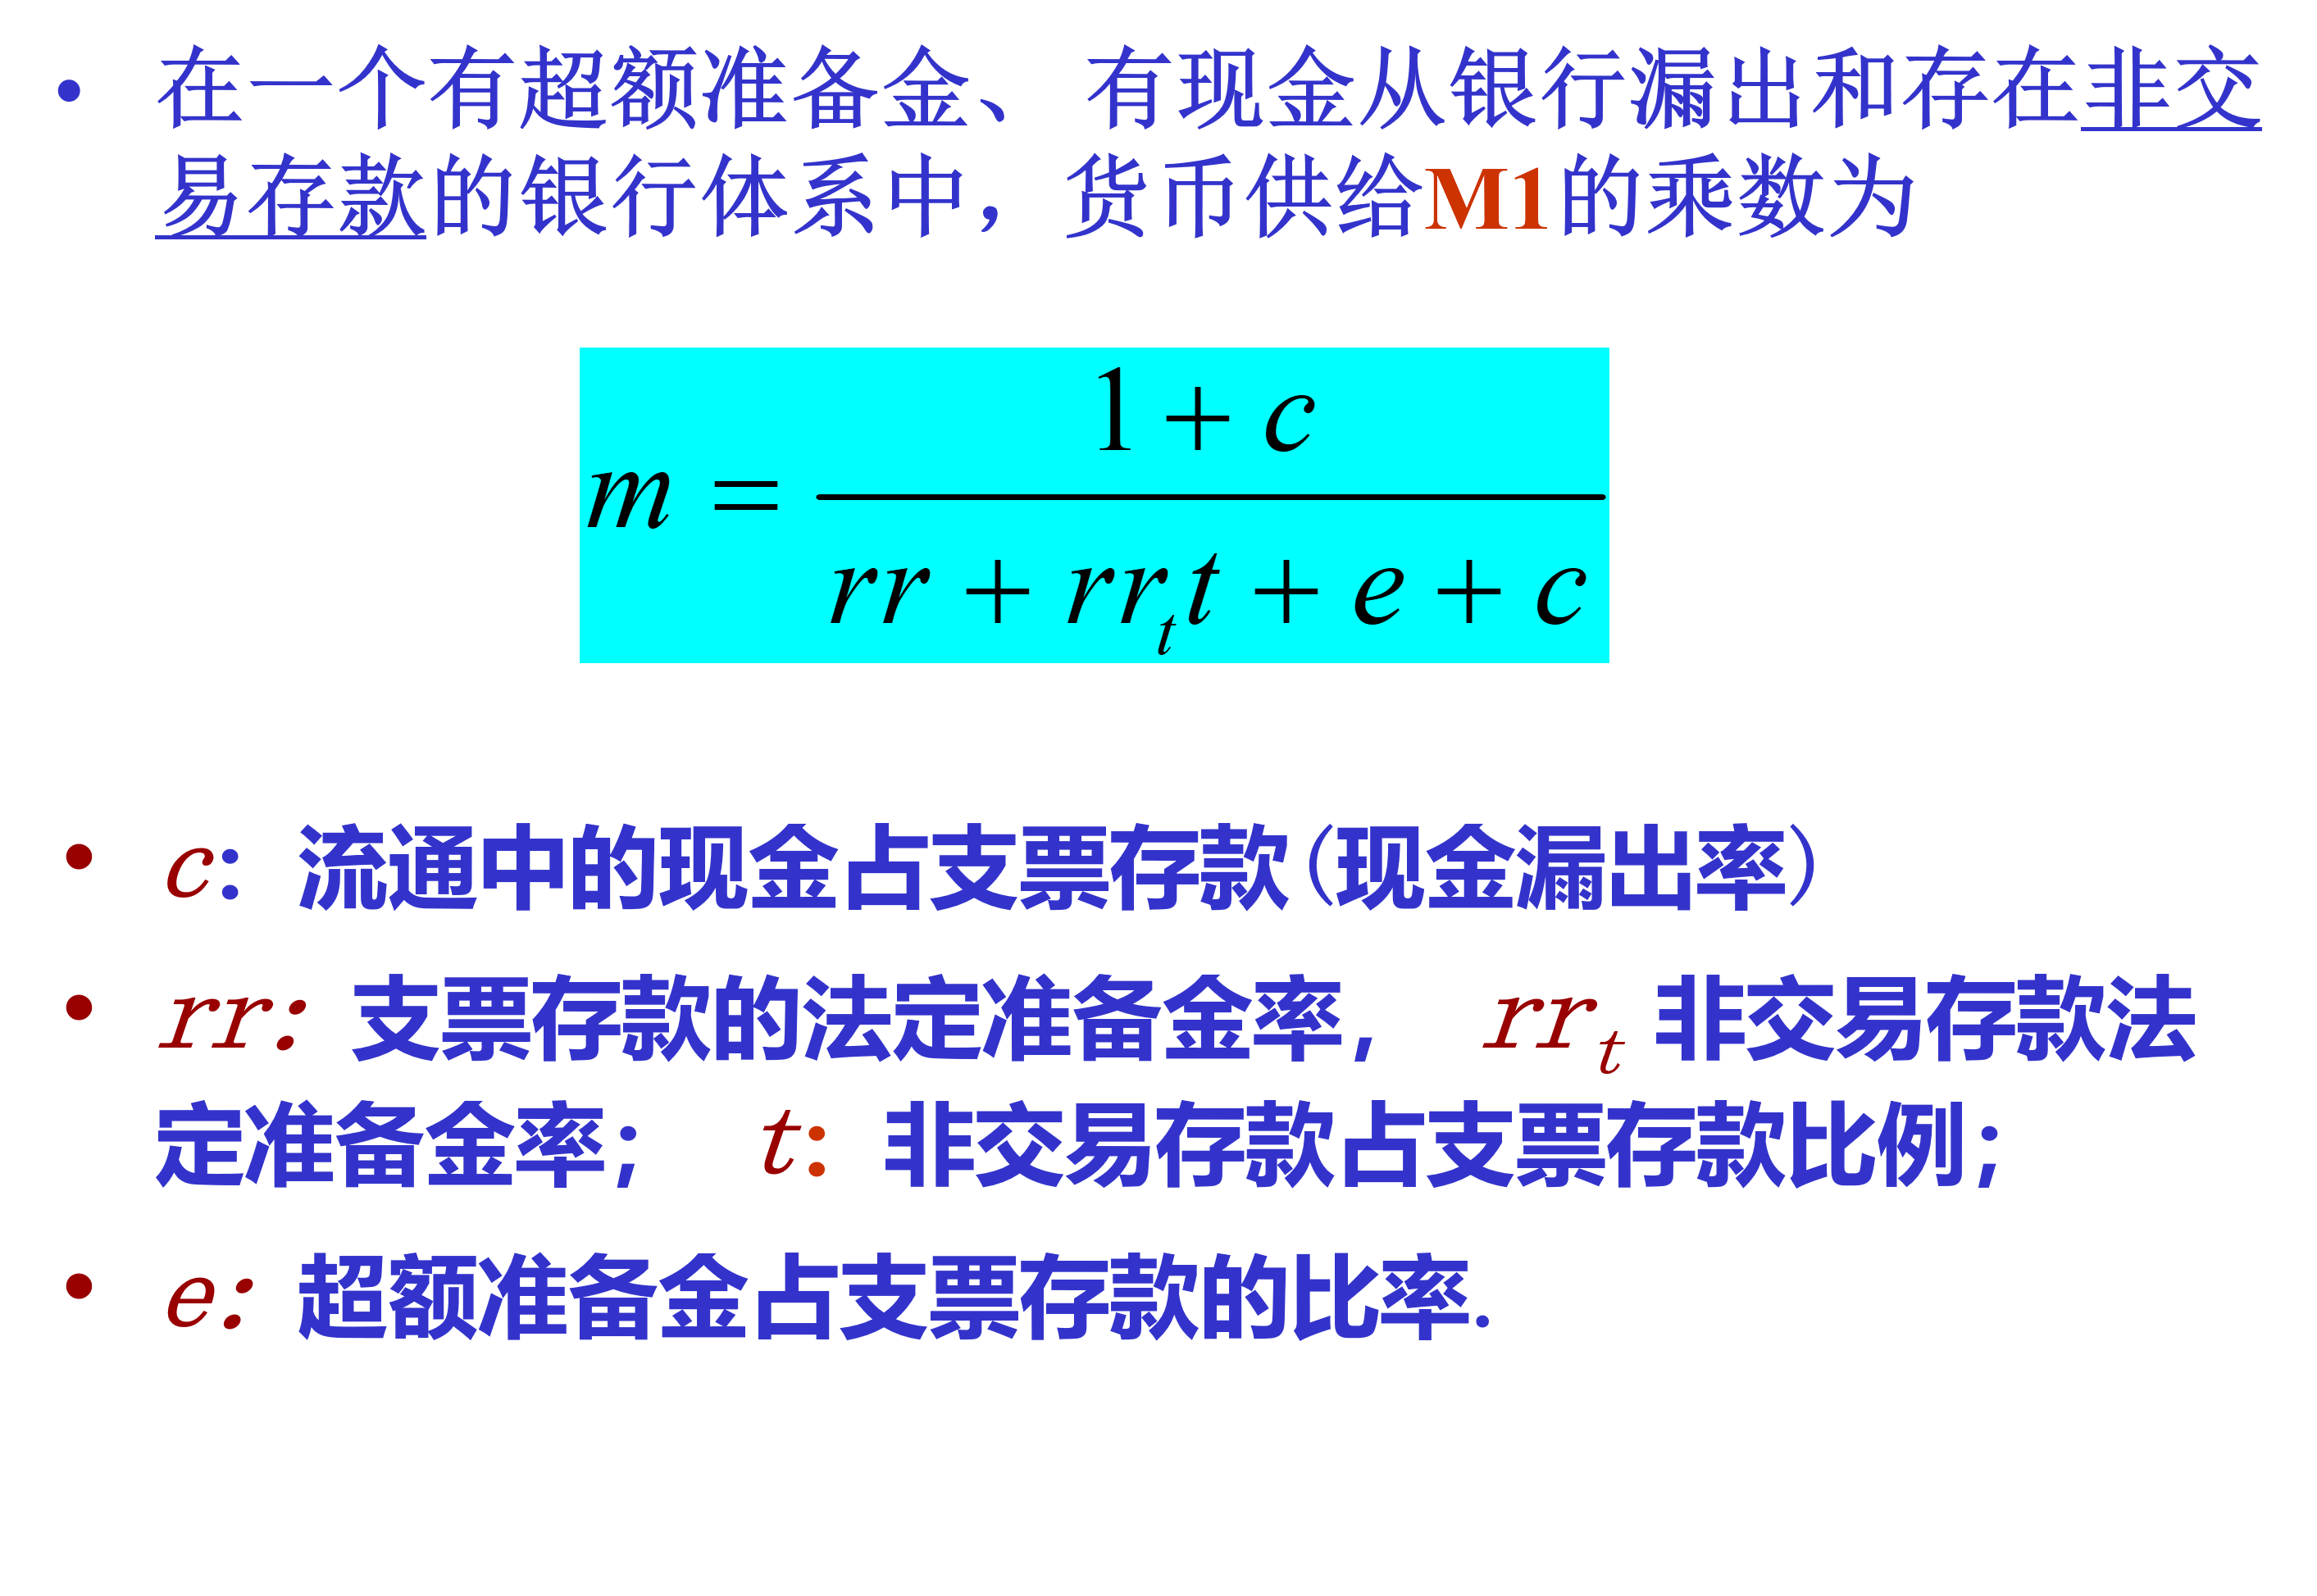 • 在一个有超额准备金、有现金从银行漏出和存在非交
易存款的银行体系中，货币供给M1的乘数为
m = (1 + c) / (rr + rr_t t + e + c)
• c: 流通中的现金占支票存款（现金漏出率）
• rr: 支票存款的法定准备金率, rr_t 非交易存款法
定准备金率; t: 非交易存款占支票存款比例;
• e: 超额准备金占支票存款的比率.